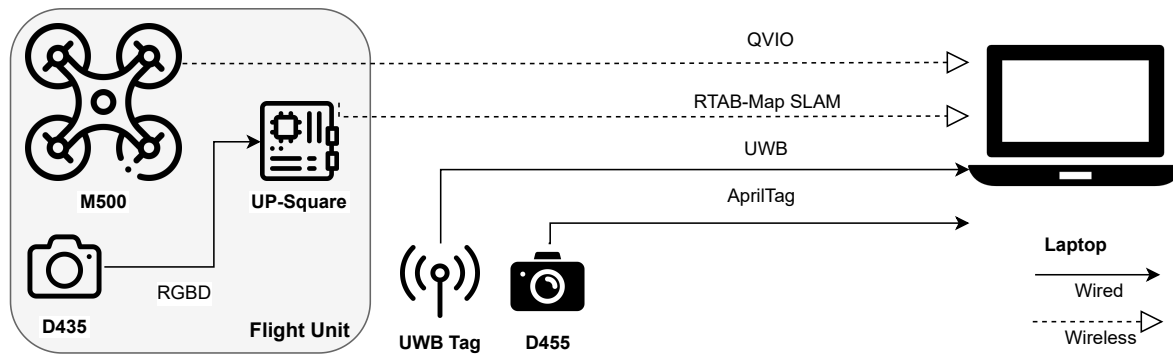 QVIO
RTAB-Map SLAM
UWB
M500
UP-Square
AprilTag
RGBD
D435
Flight Unit
UWB Tag
D455
Laptop
Wired
Wireless